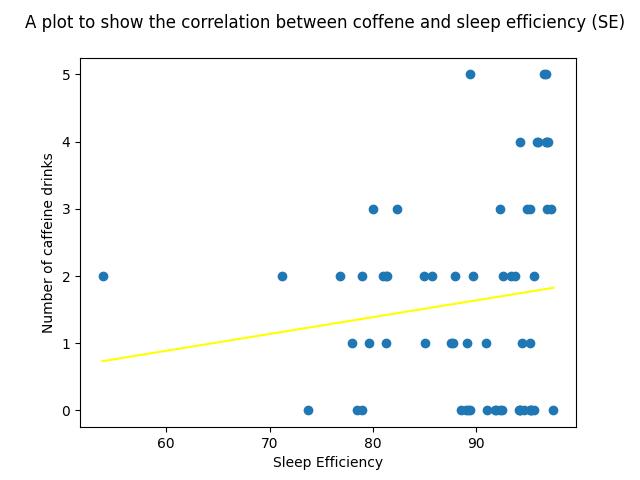 A plot to show the correlation between coffene and sleep efficiency (SE)
5
4
3
2
1
0
Number of caffeine drinks
60 70 80 90
Sleep Efficiency